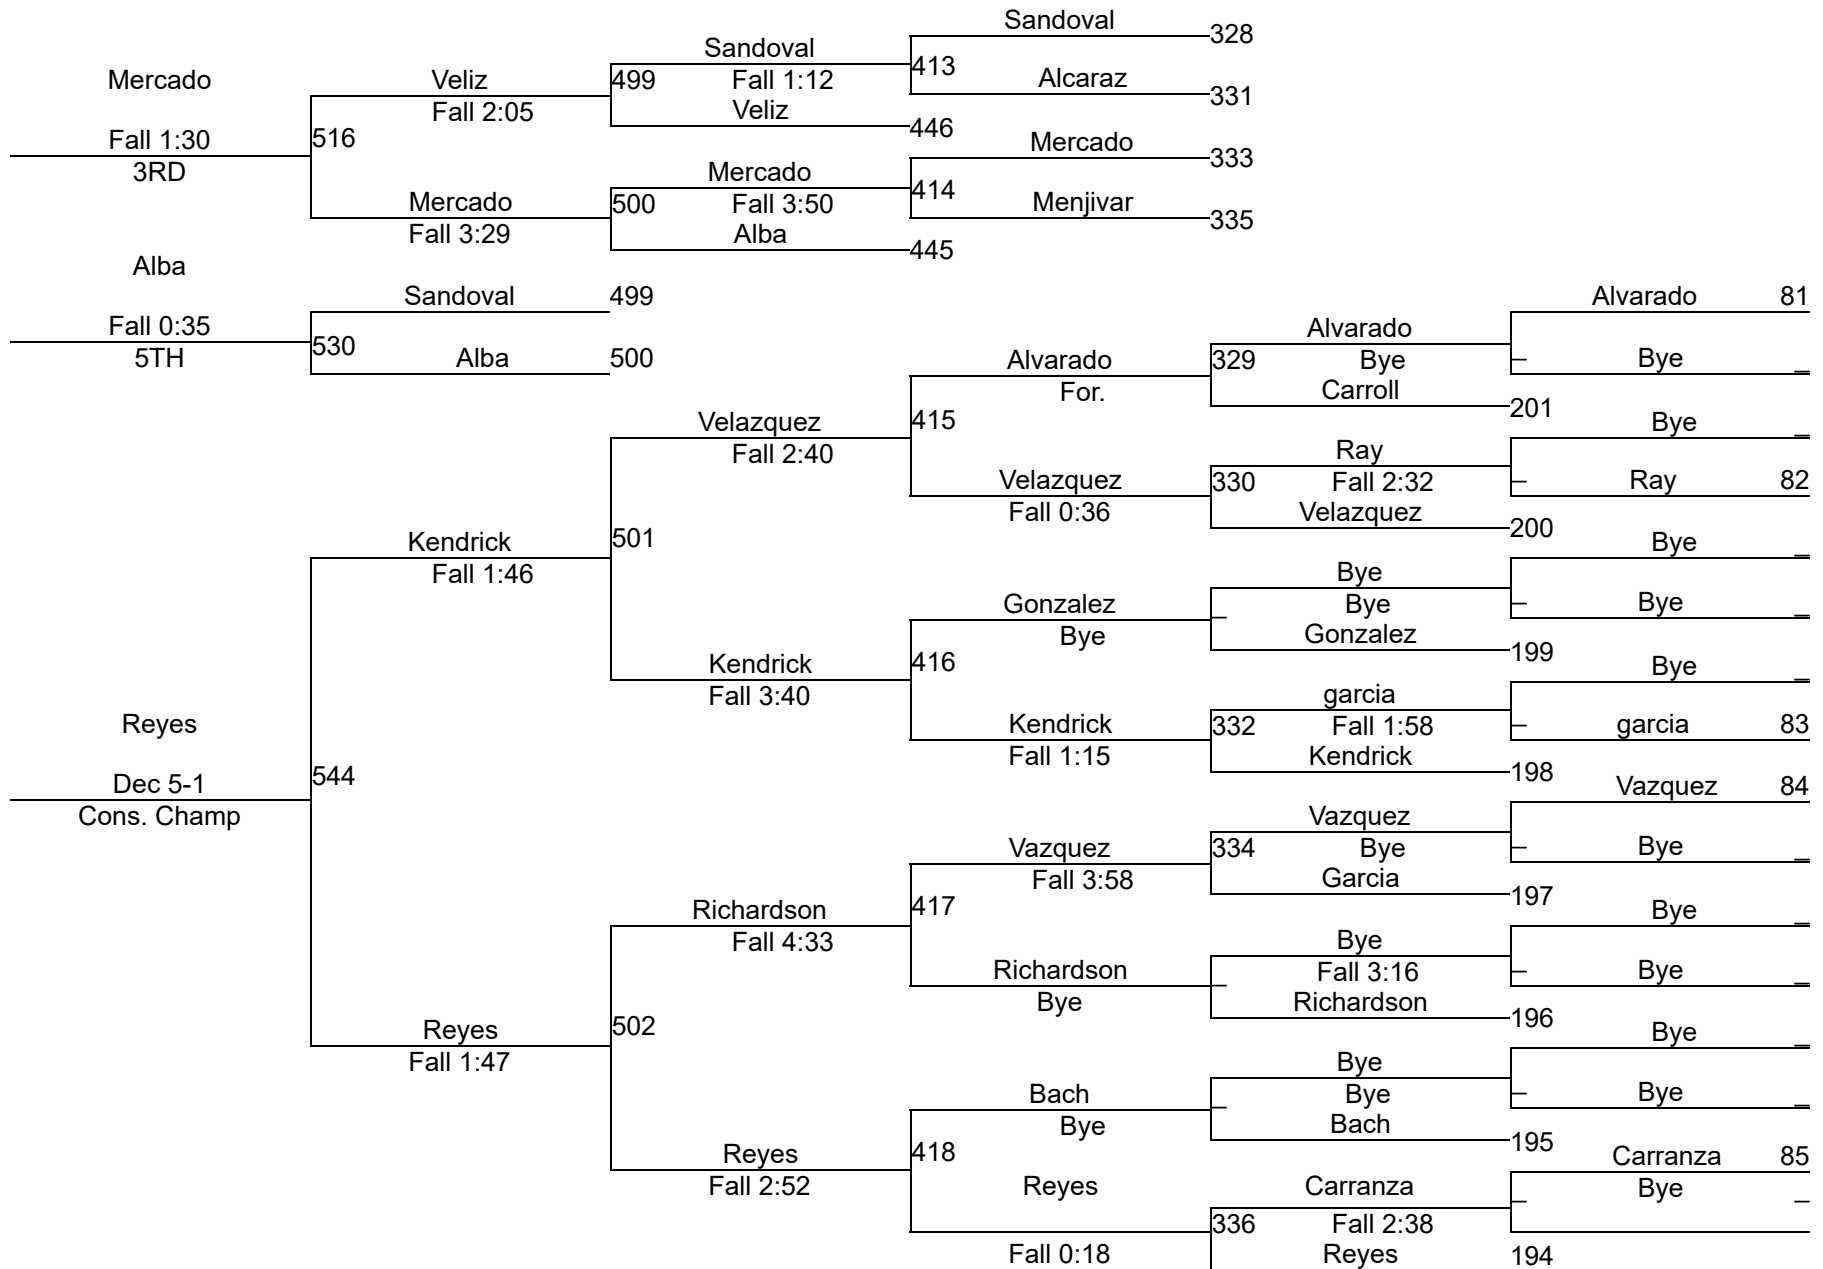 Sandoval
328
Sandoval
413
Mercado
Veliz
499
Fall 1:12
Alcaraz
331
Fall 2:05
Veliz
446
Fall 1:30
516
Mercado
333
3RD
Mercado
414
Mercado
500
Fall 3:50
Menjivar
335
Fall 3:29
Alba
445
Alba
Sandoval
499
Alvarado
81
Fall 0:35
530
Alvarado
5TH
Alba
500
Alvarado
329
Bye
_
Bye
_
For.
Carroll
201
Velazquez
415
Bye
_
Fall 2:40
Ray
Velazquez
330
Fall 2:32
_
Ray
82
Fall 0:36
Velazquez
200
Kendrick
501
Bye
_
Fall 1:46
Bye
Gonzalez
_
Bye
_
Bye
_
Bye
Gonzalez
199
Kendrick
416
Bye
_
Fall 3:40
garcia
Reyes
Kendrick
332
Fall 1:58
_
garcia
83
Fall 1:15
Kendrick
198
Dec 5-1
544
Vazquez
84
Cons. Champ
Vazquez
Vazquez
334
Bye
_
Bye
_
Fall 3:58
Garcia
197
Richardson
417
Bye
_
Fall 4:33
Bye
Richardson
_
Fall 3:16
_
Bye
_
Bye
Richardson
196
Reyes
502
Bye
_
Fall 1:47
Bye
Bach
_
Bye
_
Bye
_
Bye
Bach
195
Reyes
418
Carranza
85
Fall 2:52
Reyes
Carranza
_
Bye
_
336
Fall 2:38
Fall 0:18
Reyes
194